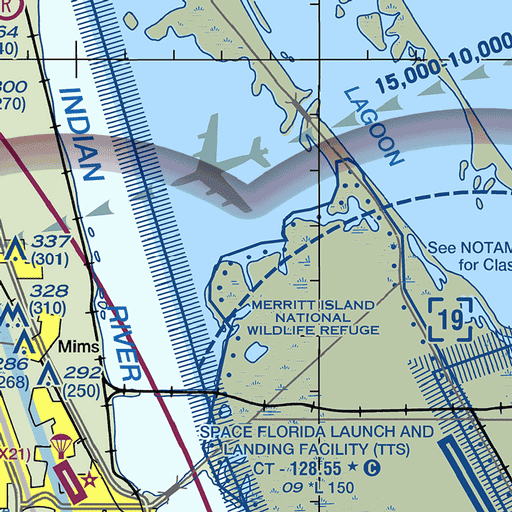 R
64
40)
300
270)
INDIAN
RIVER
LAGOON
15,000-10,000
337
(301)
328
(310)
286
268)
292
(250)
Mims
See NOTAM
for Clas
MERRITT ISLAND
NATIONAL
WILDLIFE REFUGE
[19]
SPACE FLORIDA LAUNCH AND
LANDING FACILITY (TTS)
CT - 128.55 ★ C
09 *L 150
X21)